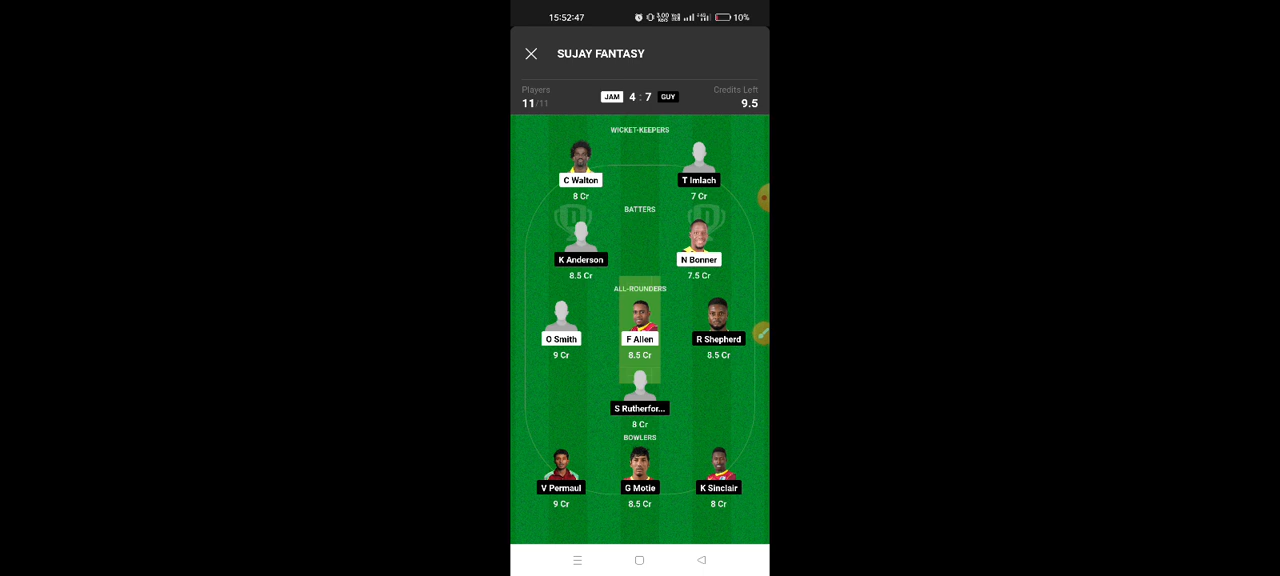 15:52:47 3.00 KB/S 10%
SUJAY FANTASY
Players Credits Left
11/11 JAM 4 : 7 GUY 9.5
WICKET-KEEPERS
C Walton T Imlach
8 Cr 7 Cr
BATTERS
K Anderson N Bonner
8.5 Cr 7.5 Cr
ALL-ROUNDERS
O Smith F Allen R Shepherd
9 Cr 8.5 Cr 8.5 Cr
S Rutherfor...
8 Cr
BOWLERS
V Permaul G Motie K Sinclair
9 Cr 8.5 Cr 8 Cr